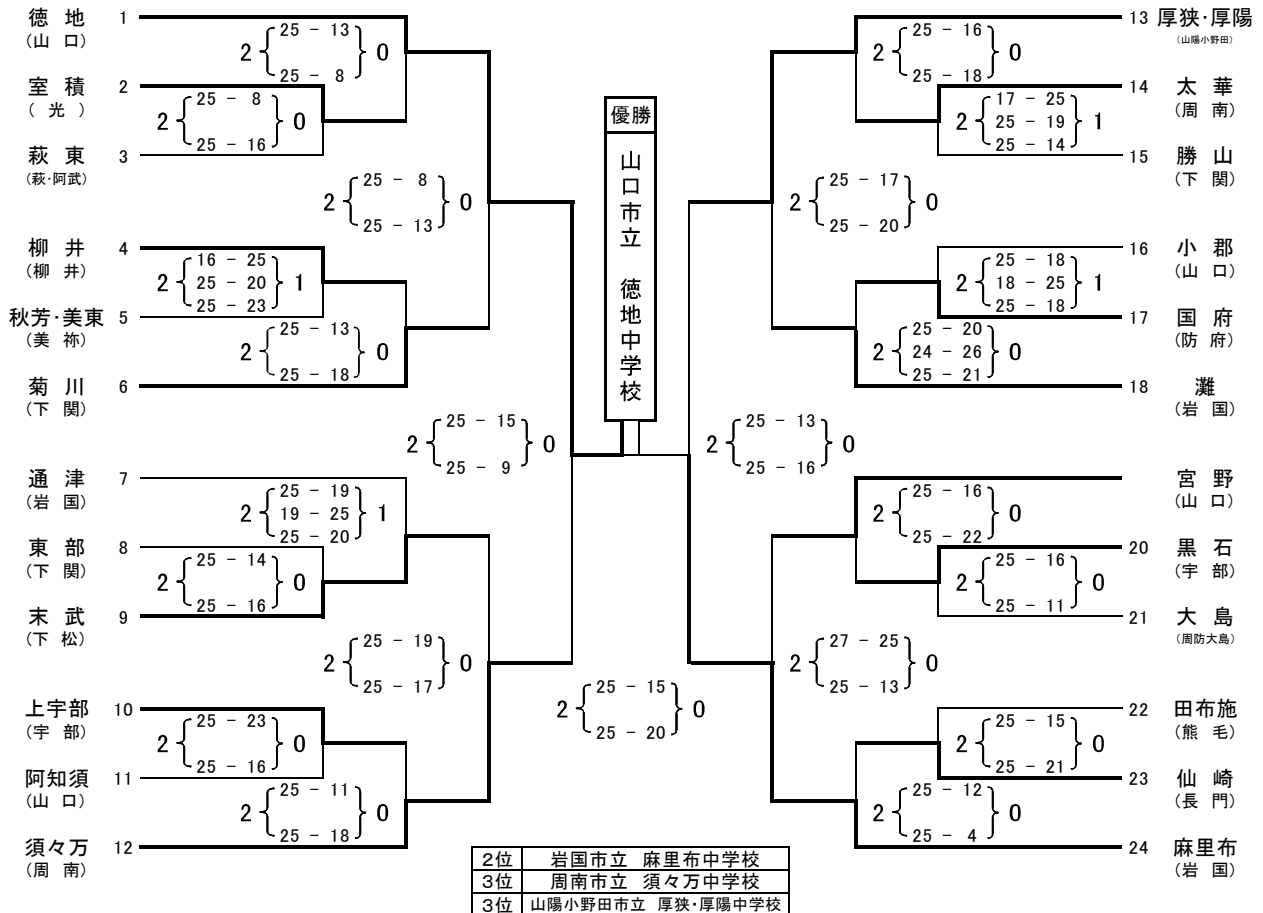 徳 地 1
(山 口)
2 { 25 - 13 25 - 8 } 0
室 積 2
( 光 )
2 { 25 - 8 25 - 16 } 0
萩 東 3
(萩・阿武)
2 { 25 - 8 25 - 13 } 0
柳 井 4
(柳 井)
2 { 16 - 25 25 - 20 25 - 23 } 1
秋芳・美東 5
(美 祢)
2 { 25 - 13 25 - 18 } 0
菊 川 6
(下 関)
2 { 25 - 15 25 - 9 } 0
通 津 7
(岩 国)
2 { 25 - 19 19 - 25 25 - 20 } 1
東 部 8
(下 関)
2 { 25 - 14 25 - 16 } 0
末 武 9
(下 松)
2 { 25 - 19 25 - 17 } 0
上宇部 10
(宇 部)
2 { 25 - 23 25 - 16 } 0
阿知須 11
(山 口)
2 { 25 - 11 25 - 18 } 0
須々万 12
(周 南)
優勝
山口市立 徳地中学校
2 { 25 - 15 25 - 20 } 0
13 厚狭・厚陽
(山陽小野田)
2 { 25 - 16 25 - 18 } 0
14 太 華
(周 南)
2 { 17 - 25 25 - 19 25 - 14 } 1
15 勝 山
(下 関)
2 { 25 - 17 25 - 20 } 0
16 小 郡
(山 口)
2 { 25 - 18 18 - 25 25 - 18 } 1
17 国 府
(防 府)
2 { 25 - 20 24 - 26 25 - 21 } 0
18 灘
(岩 国)
2 { 25 - 13 25 - 16 } 0
宮 野
(山 口)
2 { 25 - 16 25 - 22 } 0
20 黒 石
(宇 部)
2 { 25 - 16 25 - 11 } 0
21 大 島
(周防大島)
2 { 27 - 25 25 - 13 } 0
22 田布施
(熊 毛)
2 { 25 - 15 25 - 21 } 0
23 仙 崎
(長 門)
2 { 25 - 12 25 - 4 } 0
24 麻里布
(岩 国)
2位 岩国市立 麻里布中学校
3位 周南市立 須々万中学校
3位 山陽小野田市立 厚狭・厚陽中学校